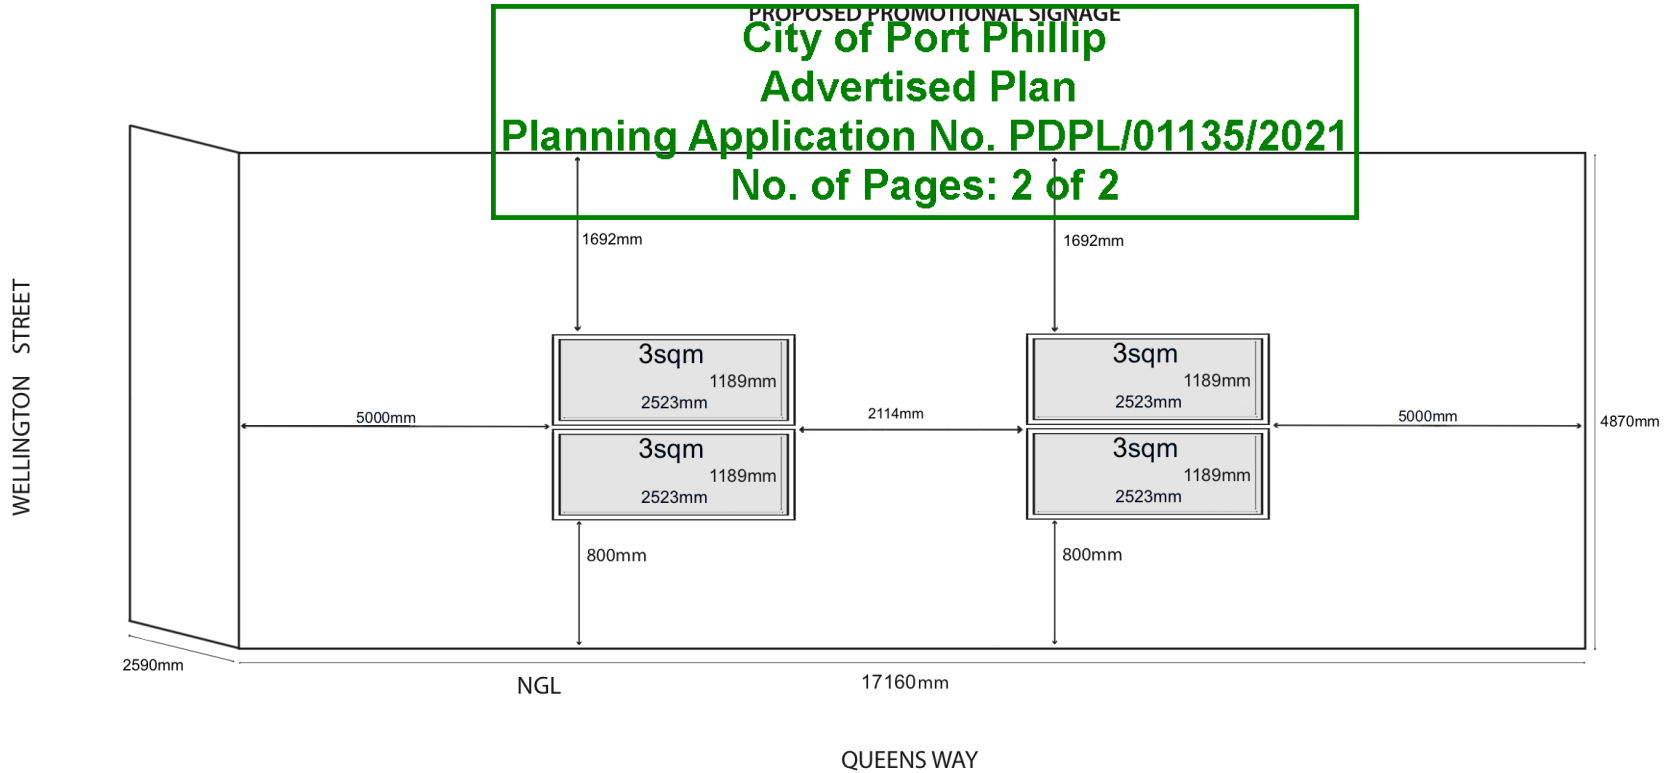 PROPOSED PROMOTIONAL SIGNAGE
City of Port Phillip
Advertised Plan
Planning Application No. PDPL/01135/2021
No. of Pages: 2 of 2
1692mm
1692mm
WELLINGTON STREET
3sqm
1189mm
2523mm
3sqm
1189mm
2523mm
5000mm
2114mm
5000mm
4870mm
3sqm
1189mm
2523mm
3sqm
1189mm
2523mm
800mm
800mm
2590mm
NGL
17160mm
QUEENS WAY